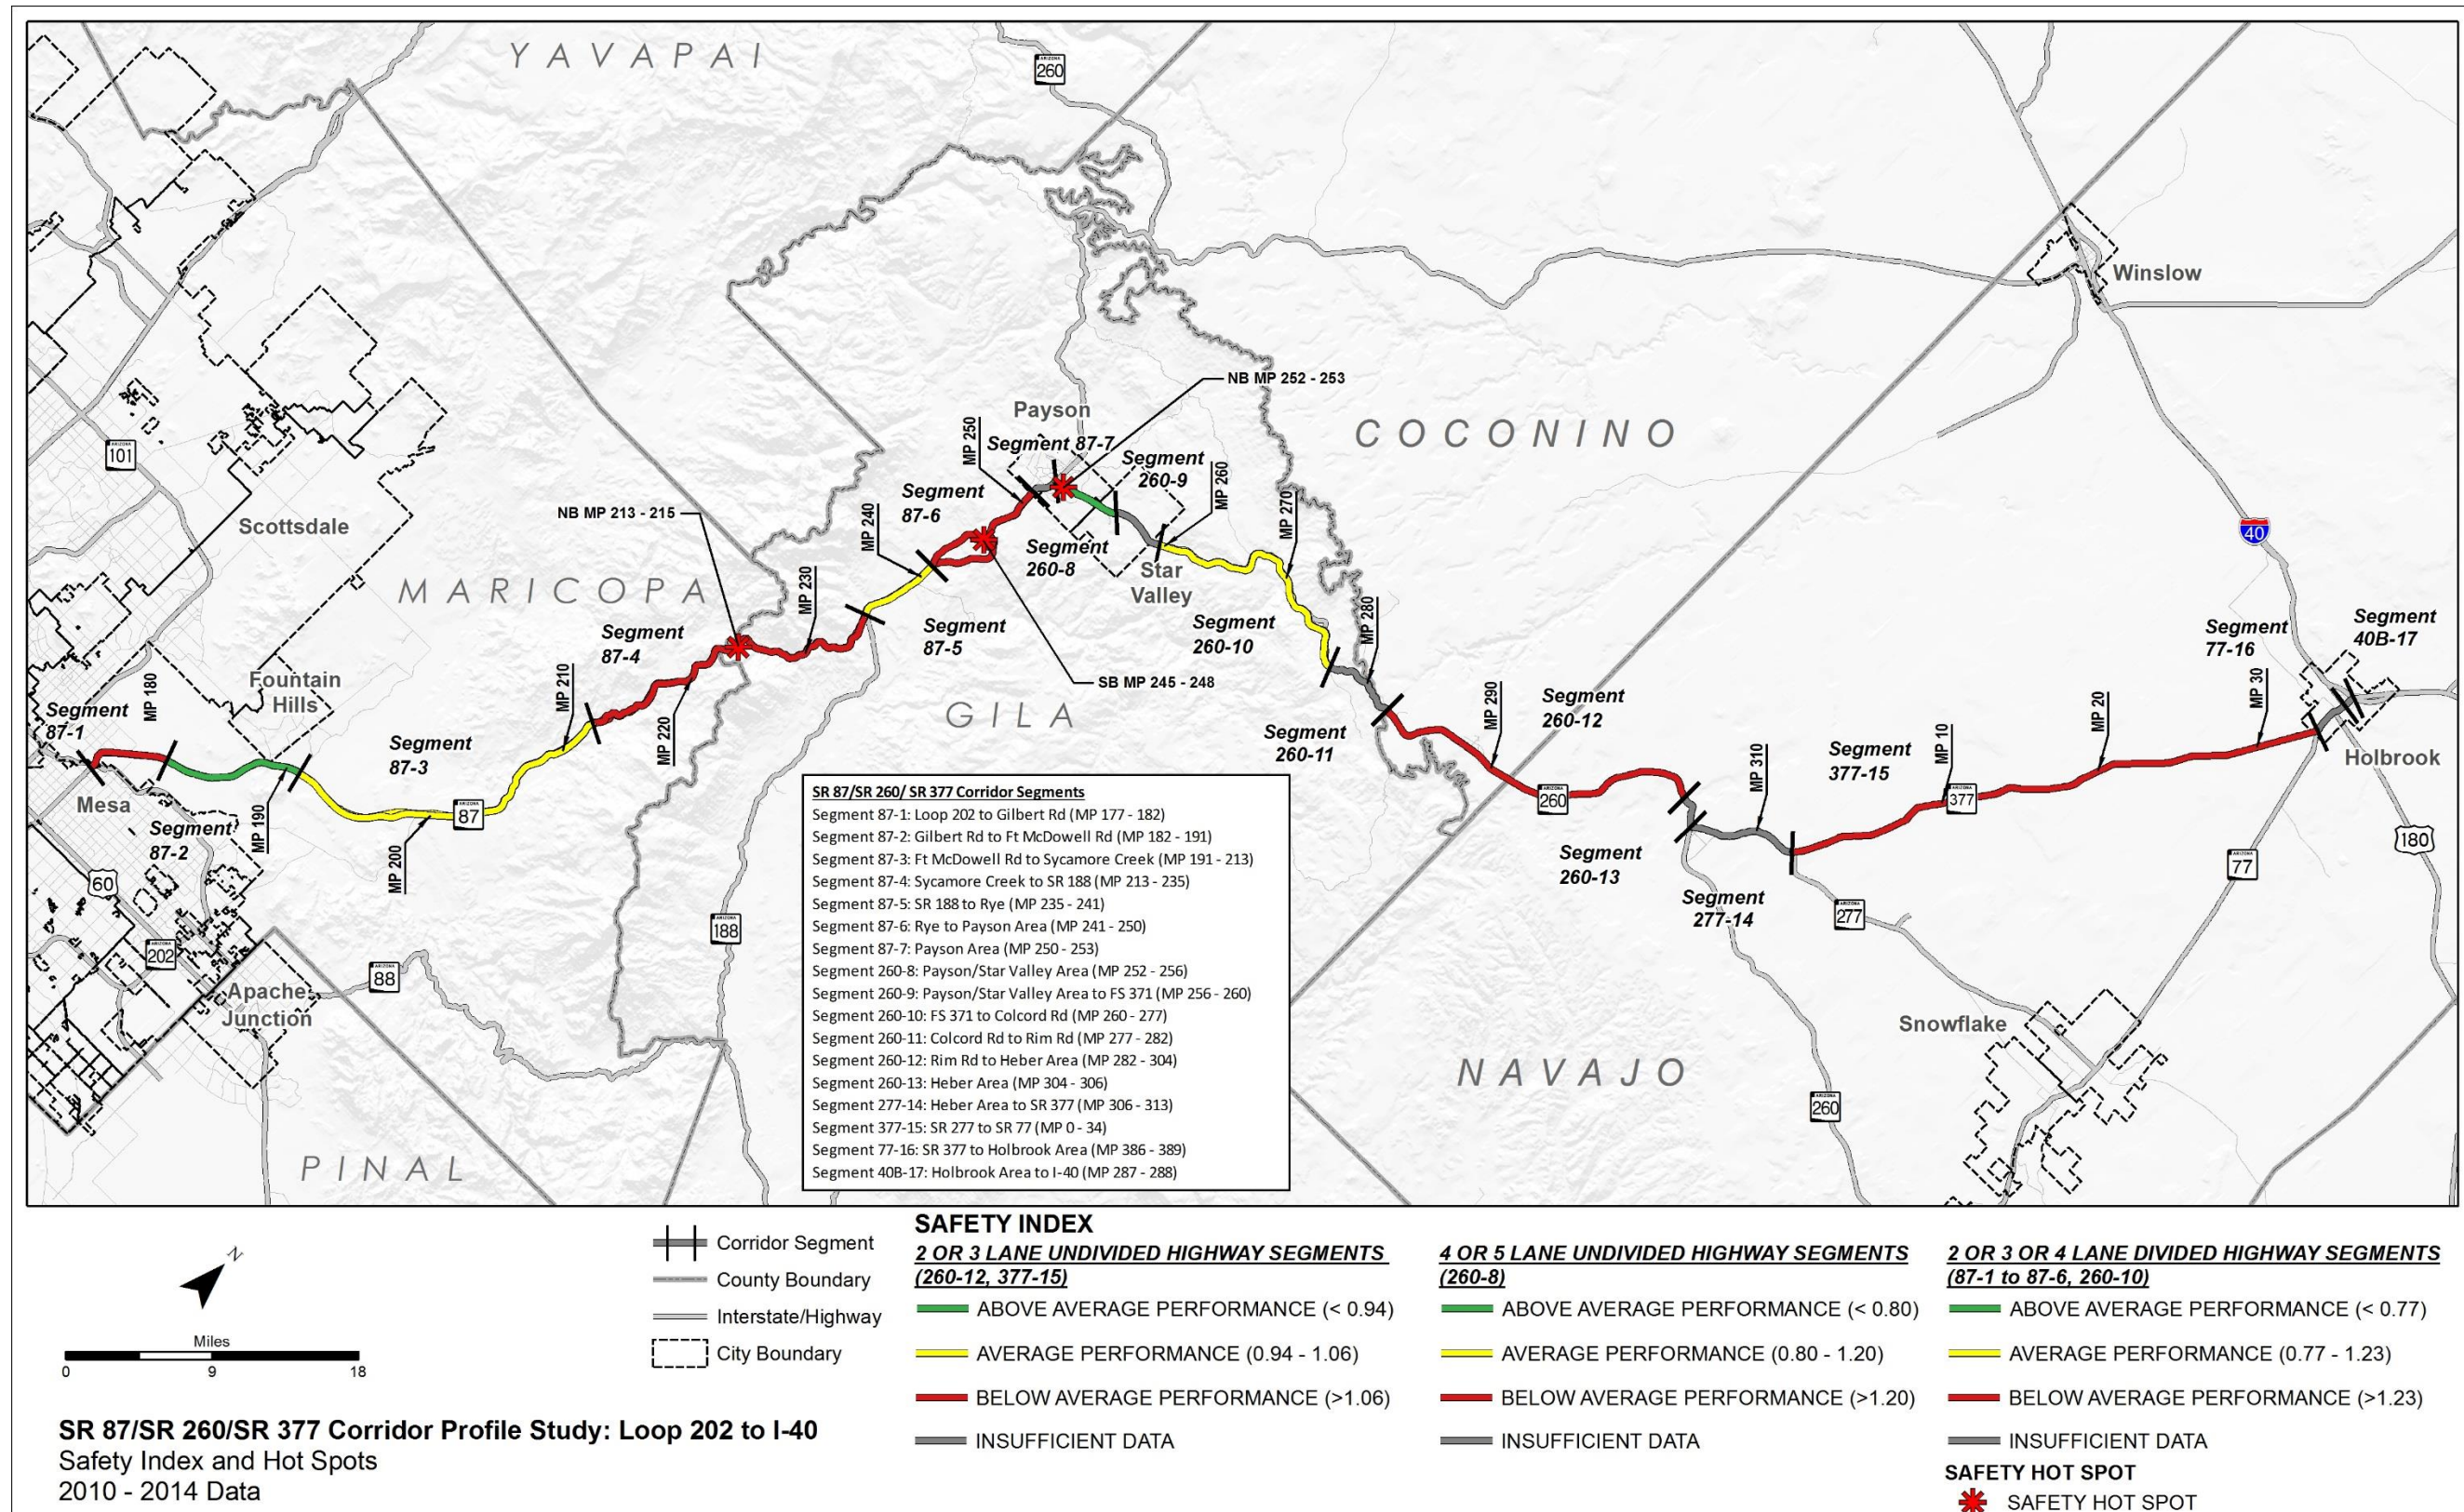 YAVAPAI
ARIZONA
260
Winslow
NB MP 252 - 253
Payson
COCONINO
MP 250
Segment 87-7
Segment
260-9
MP 260
ARIZONA
101
Segment
87-6
MP 270
Scottsdale
NB MP 213 - 215
MP 240
40
Segment
260-8
Star
Valley
MARICOPA
MP 230
MP 280
Segment
87-4
Segment
87-5
Segment
260-10
Segment
77-16
Segment
40B-17
Fountain
Hills
MP 180
MP 210
SB MP 245 - 248
MP 30
Segment
87-1
GILA
MP 290
Segment
260-12
MP 20
MP 220
Segment
87-3
Segment
260-11
MP 310
Segment
377-15
MP 10
Holbrook
Mesa
ARIZONA
87
ARIZONA
260
ARIZONA
377
Segment
87-2
MP 190
MP 200
180
Segment
260-13
ARIZONA
77
60
Segment
277-14
ARIZONA
277
ARIZONA
188
ARIZONA
202
ARIZONA
88
Apache
Junction
Snowflake
NAVAJO
ARIZONA
260
PINAL
SR 87/SR 260/ SR 377 Corridor Segments
Segment 87-1: Loop 202 to Gilbert Rd (MP 177 - 182)
Segment 87-2: Gilbert Rd to Ft McDowell Rd (MP 182 - 191)
Segment 87-3: Ft McDowell Rd to Sycamore Creek (MP 191 - 213)
Segment 87-4: Sycamore Creek to SR 188 (MP 213 - 235)
Segment 87-5: SR 188 to Rye (MP 235 - 241)
Segment 87-6: Rye to Payson Area (MP 241 - 250)
Segment 87-7: Payson Area (MP 250 - 253)
Segment 260-8: Payson/Star Valley Area (MP 252 - 256)
Segment 260-9: Payson/Star Valley Area to FS 371 (MP 256 - 260)
Segment 260-10: FS 371 to Colcord Rd (MP 260 - 277)
Segment 260-11: Colcord Rd to Rim Rd (MP 277 - 282)
Segment 260-12: Rim Rd to Heber Area (MP 282 - 304)
Segment 260-13: Heber Area (MP 304 - 306)
Segment 277-14: Heber Area to SR 377 (MP 306 - 313)
Segment 377-15: SR 277 to SR 77 (MP 0 - 34)
Segment 77-16: SR 377 to Holbrook Area (MP 386 - 389)
Segment 40B-17: Holbrook Area to I-40 (MP 287 - 288)
N
Miles
0 9 18
Corridor Segment
County Boundary
Interstate/Highway
City Boundary
SAFETY INDEX
2 OR 3 LANE UNDIVIDED HIGHWAY SEGMENTS
(260-12, 377-15)
ABOVE AVERAGE PERFORMANCE (< 0.94)
AVERAGE PERFORMANCE (0.94 - 1.06)
BELOW AVERAGE PERFORMANCE (>1.06)
INSUFFICIENT DATA
4 OR 5 LANE UNDIVIDED HIGHWAY SEGMENTS
(260-8)
ABOVE AVERAGE PERFORMANCE (< 0.80)
AVERAGE PERFORMANCE (0.80 - 1.20)
BELOW AVERAGE PERFORMANCE (>1.20)
INSUFFICIENT DATA
2 OR 3 OR 4 LANE DIVIDED HIGHWAY SEGMENTS
(87-1 to 87-6, 260-10)
ABOVE AVERAGE PERFORMANCE (< 0.77)
AVERAGE PERFORMANCE (0.77 - 1.23)
BELOW AVERAGE PERFORMANCE (>1.23)
INSUFFICIENT DATA
SAFETY HOT SPOT
SAFETY HOT SPOT
SR 87/SR 260/SR 377 Corridor Profile Study: Loop 202 to I-40
Safety Index and Hot Spots
2010 - 2014 Data